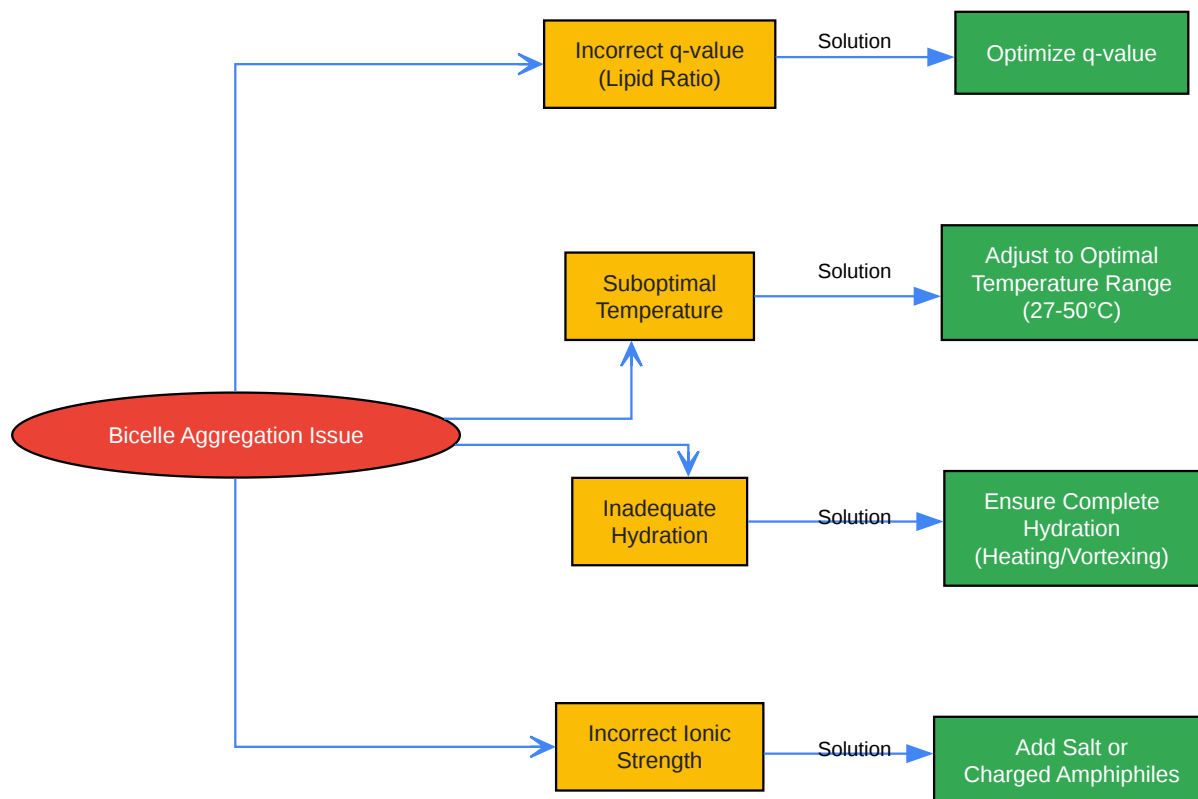 Incorrect q-value
(Lipid Ratio)
Solution
Optimize q-value
Suboptimal
Temperature
Solution
Adjust to Optimal
Temperature Range
(27-50°C)
Bicelle Aggregation Issue
Inadequate
Hydration
Solution
Ensure Complete
Hydration
(Heating/Vortexing)
Incorrect Ionic
Strength
Solution
Add Salt or
Charged Amphiphiles